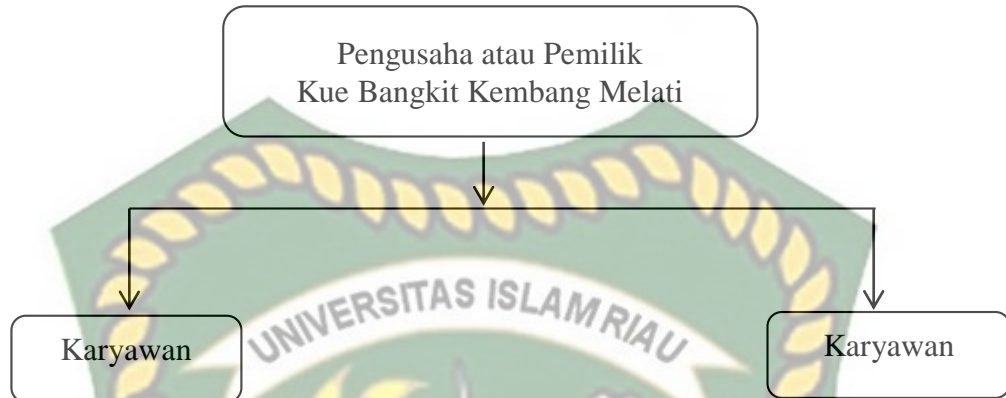 Pengusaha atau Pemilik
Kue Bangkit Kembang Melati
UNIVERSITAS ISLAM RIAU
Karyawan
Karyawan